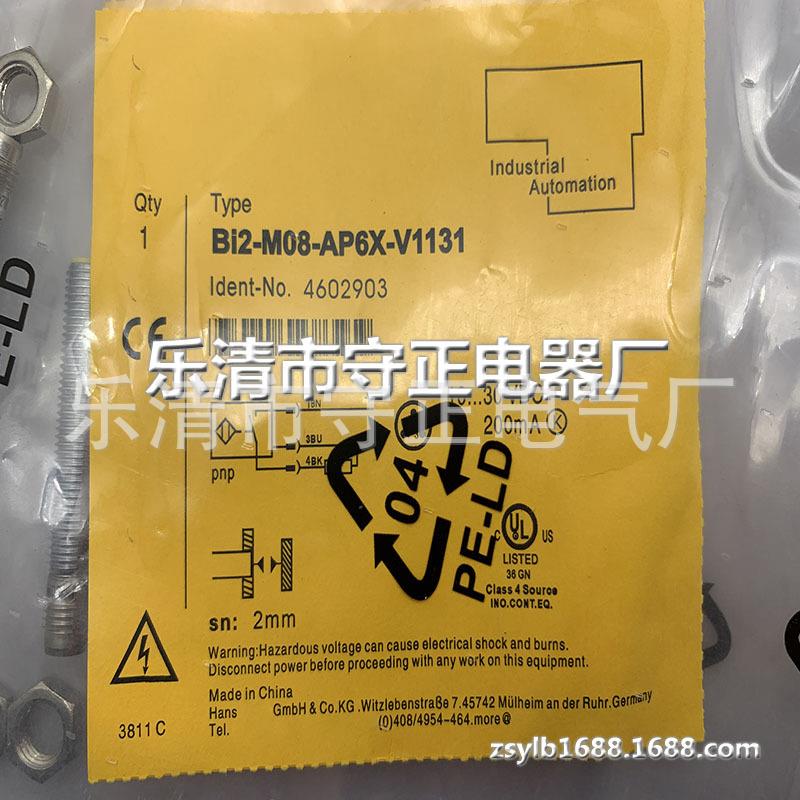 Industrial
Automation
Qty
Type
1
Bi2-M08-AP6X-V1131
Ident-No. 4602903
CE
乐清市守正电器厂
乐清市守正电气厂
1BN
200mA
3BU
4BK
pnp
04
PE-LD
E-LD
C UL US
LISTED
36 GN
Class 4 Source
INO.CONT.EQ.
sn: 2mm
Warning:Hazardous voltage can cause electrical shock and burns.
Disconnect power before proceeding with any work on this equipment.
Made in China
Hans GmbH & Co.KG .Witzlebenstraße 7.45742 Mülheim an der Ruhr.Germany
3811 C
Tel. (0)408/4954-464.more@
zsylb1688.1688.com